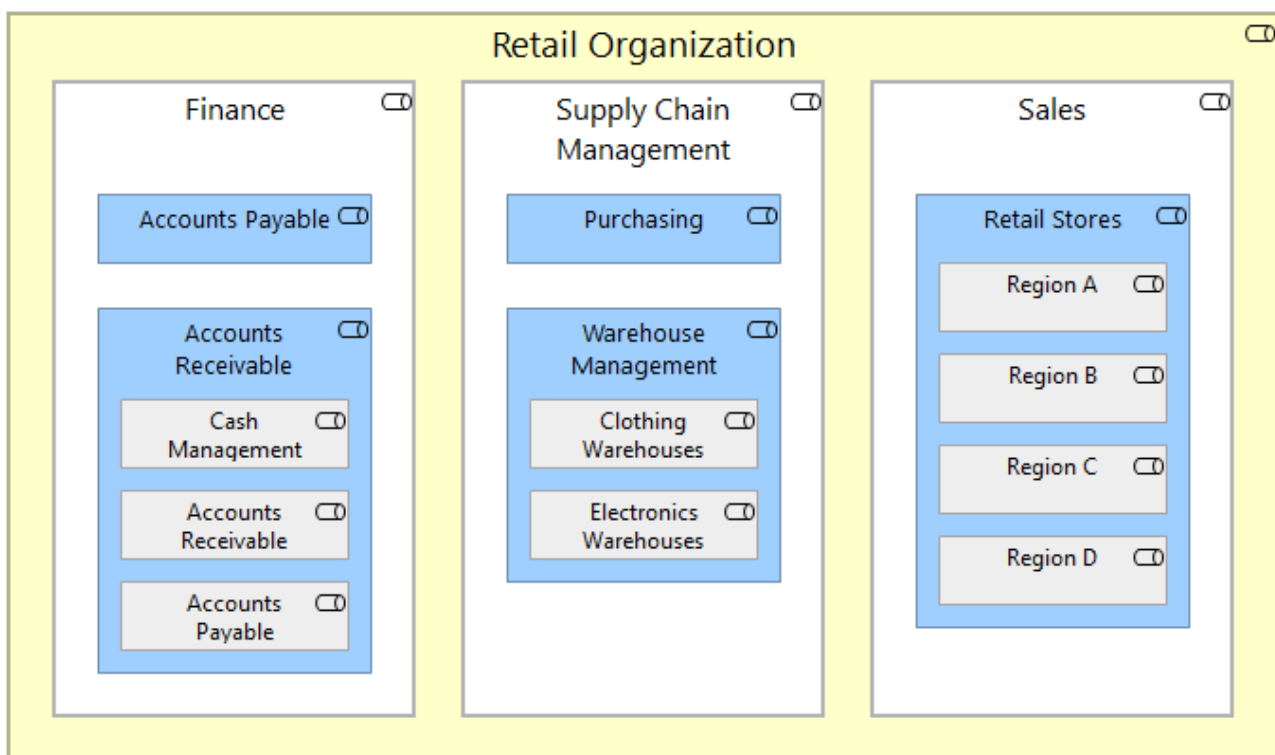 Retail Organization
Finance
Accounts Payable
Accounts
Receivable
Cash
Management
Accounts
Receivable
Accounts
Payable
Supply Chain
Management
Purchasing
Warehouse
Management
Clothing
Warehouses
Electronics
Warehouses
Sales
Retail Stores
Region A
Region B
Region C
Region D